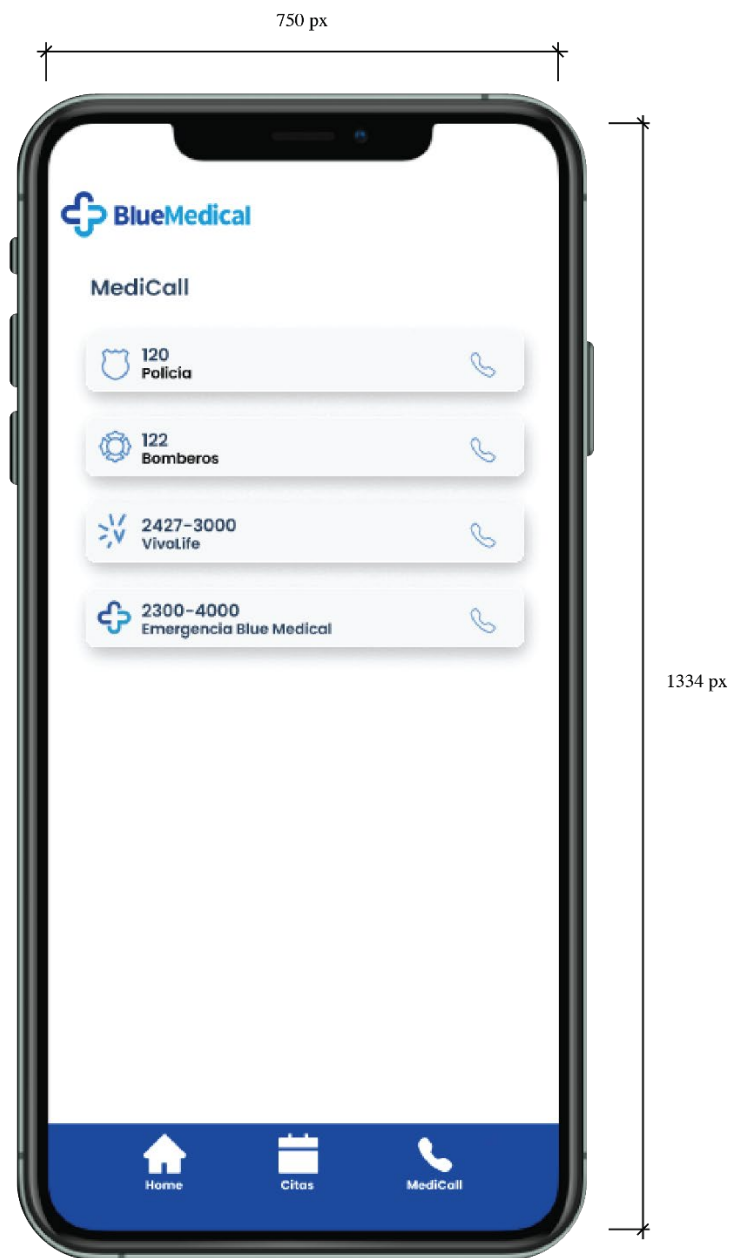 750 px
BlueMedical
MediCall
120
Policía
122
Bomberos
2427-3000
VivoLife
2300-4000
Emergencia Blue Medical
1334 px
Home
Citas
MediCall